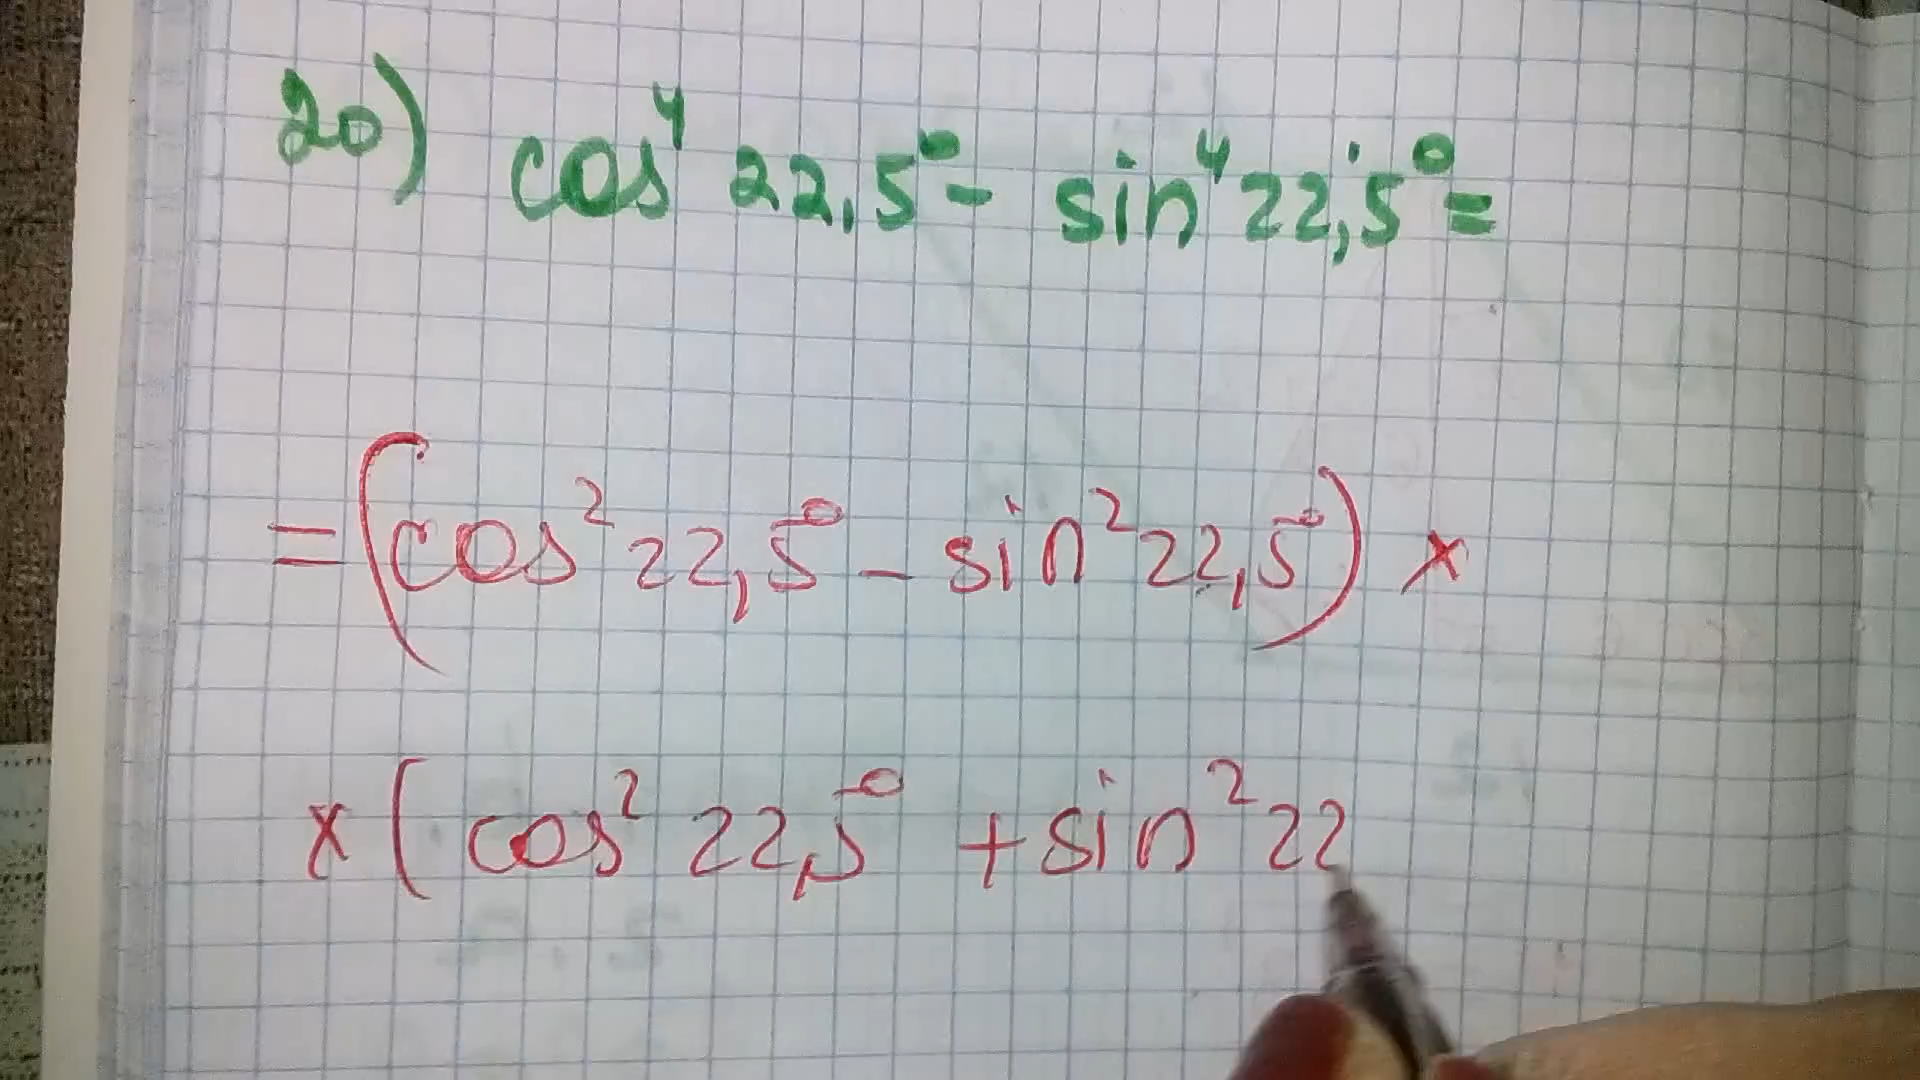 20) cos⁴ 22,5° - sin⁴ 22,5° =
= (cos² 22,5° - sin² 22,5°) ×
× (cos² 22,5° + sin² 22